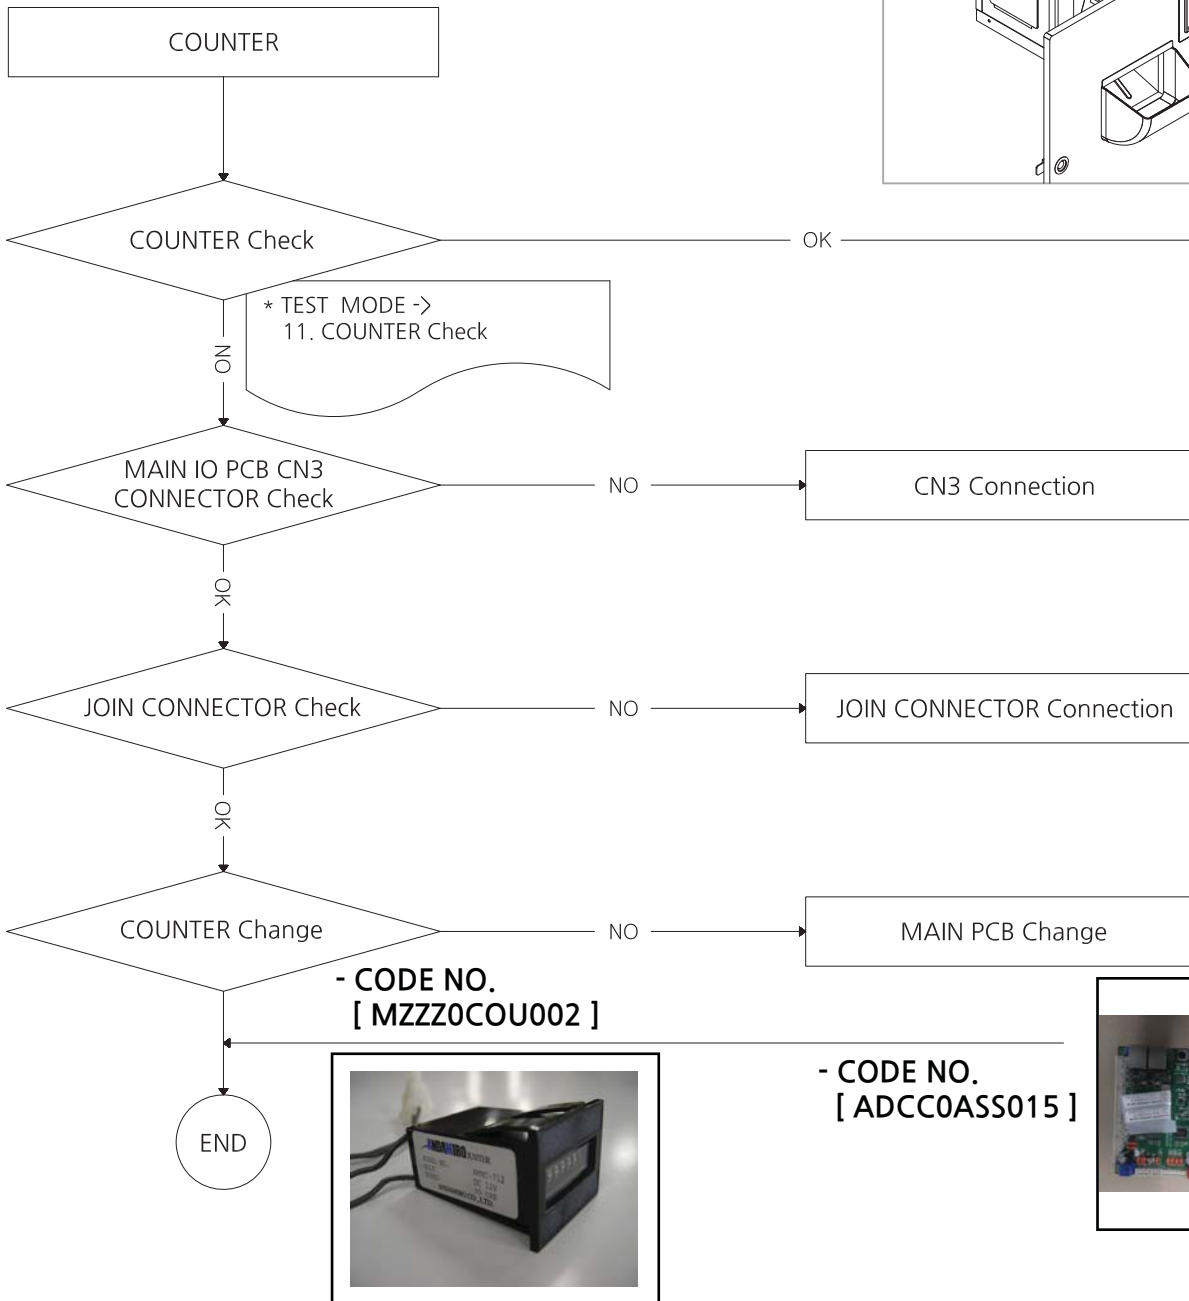 COUNTER
COUNTER Check
OK
* TEST MODE ->
11. COUNTER Check
NO
MAIN IO PCB CN3
CONNECTOR Check
NO
CN3 Connection
OK
JOIN CONNECTOR Check
NO
JOIN CONNECTOR Connection
OK
COUNTER Change
NO
MAIN PCB Change
- CODE NO.
[ MZZZ0COU002 ]
- CODE NO.
[ ADCC0ASS015 ]
END
DC 12V